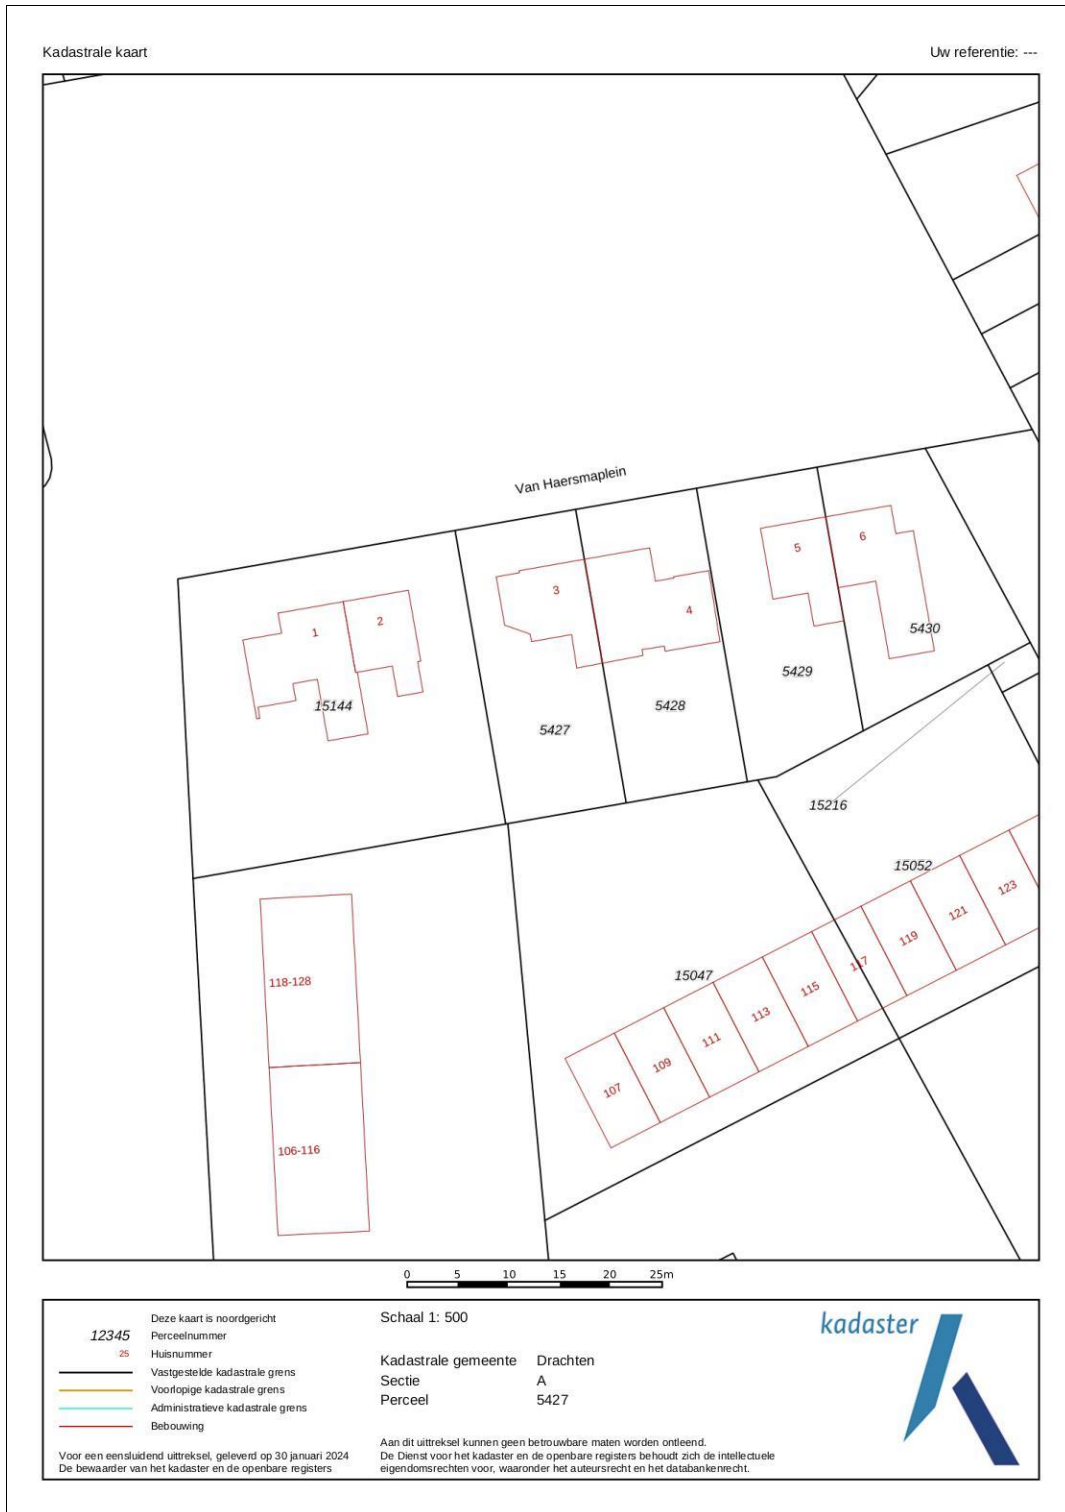 Kadastrale kaart
Uw referentie: ---
Van Haersmaplein
1
2
3
4
5
6
15144
5427
5428
5429
5430
15216
15052
15047
118-128
106-116
107
109
111
113
115
117
119
121
123
0 5 10 15 20 25m
Deze kaart is noordgericht
12345 Perceelnummer
25 Huisnummer
Vastgestelde kadastrale grens
Voorlopige kadastrale grens
Administratieve kadastrale grens
Bebouwing
Voor een eensluidend uittreksel, geleverd op 30 januari 2024
De bewaarder van het kadaster en de openbare registers
Schaal 1: 500
Kadastrale gemeente Drachten
Sectie A
Perceel 5427
Aan dit uittreksel kunnen geen betrouwbare maten worden ontleend.
De Dienst voor het kadaster en de openbare registers behoudt zich de intellectuele
eigendomsrechten voor, waaronder het auteursrecht en het databankenrecht.
kadaster